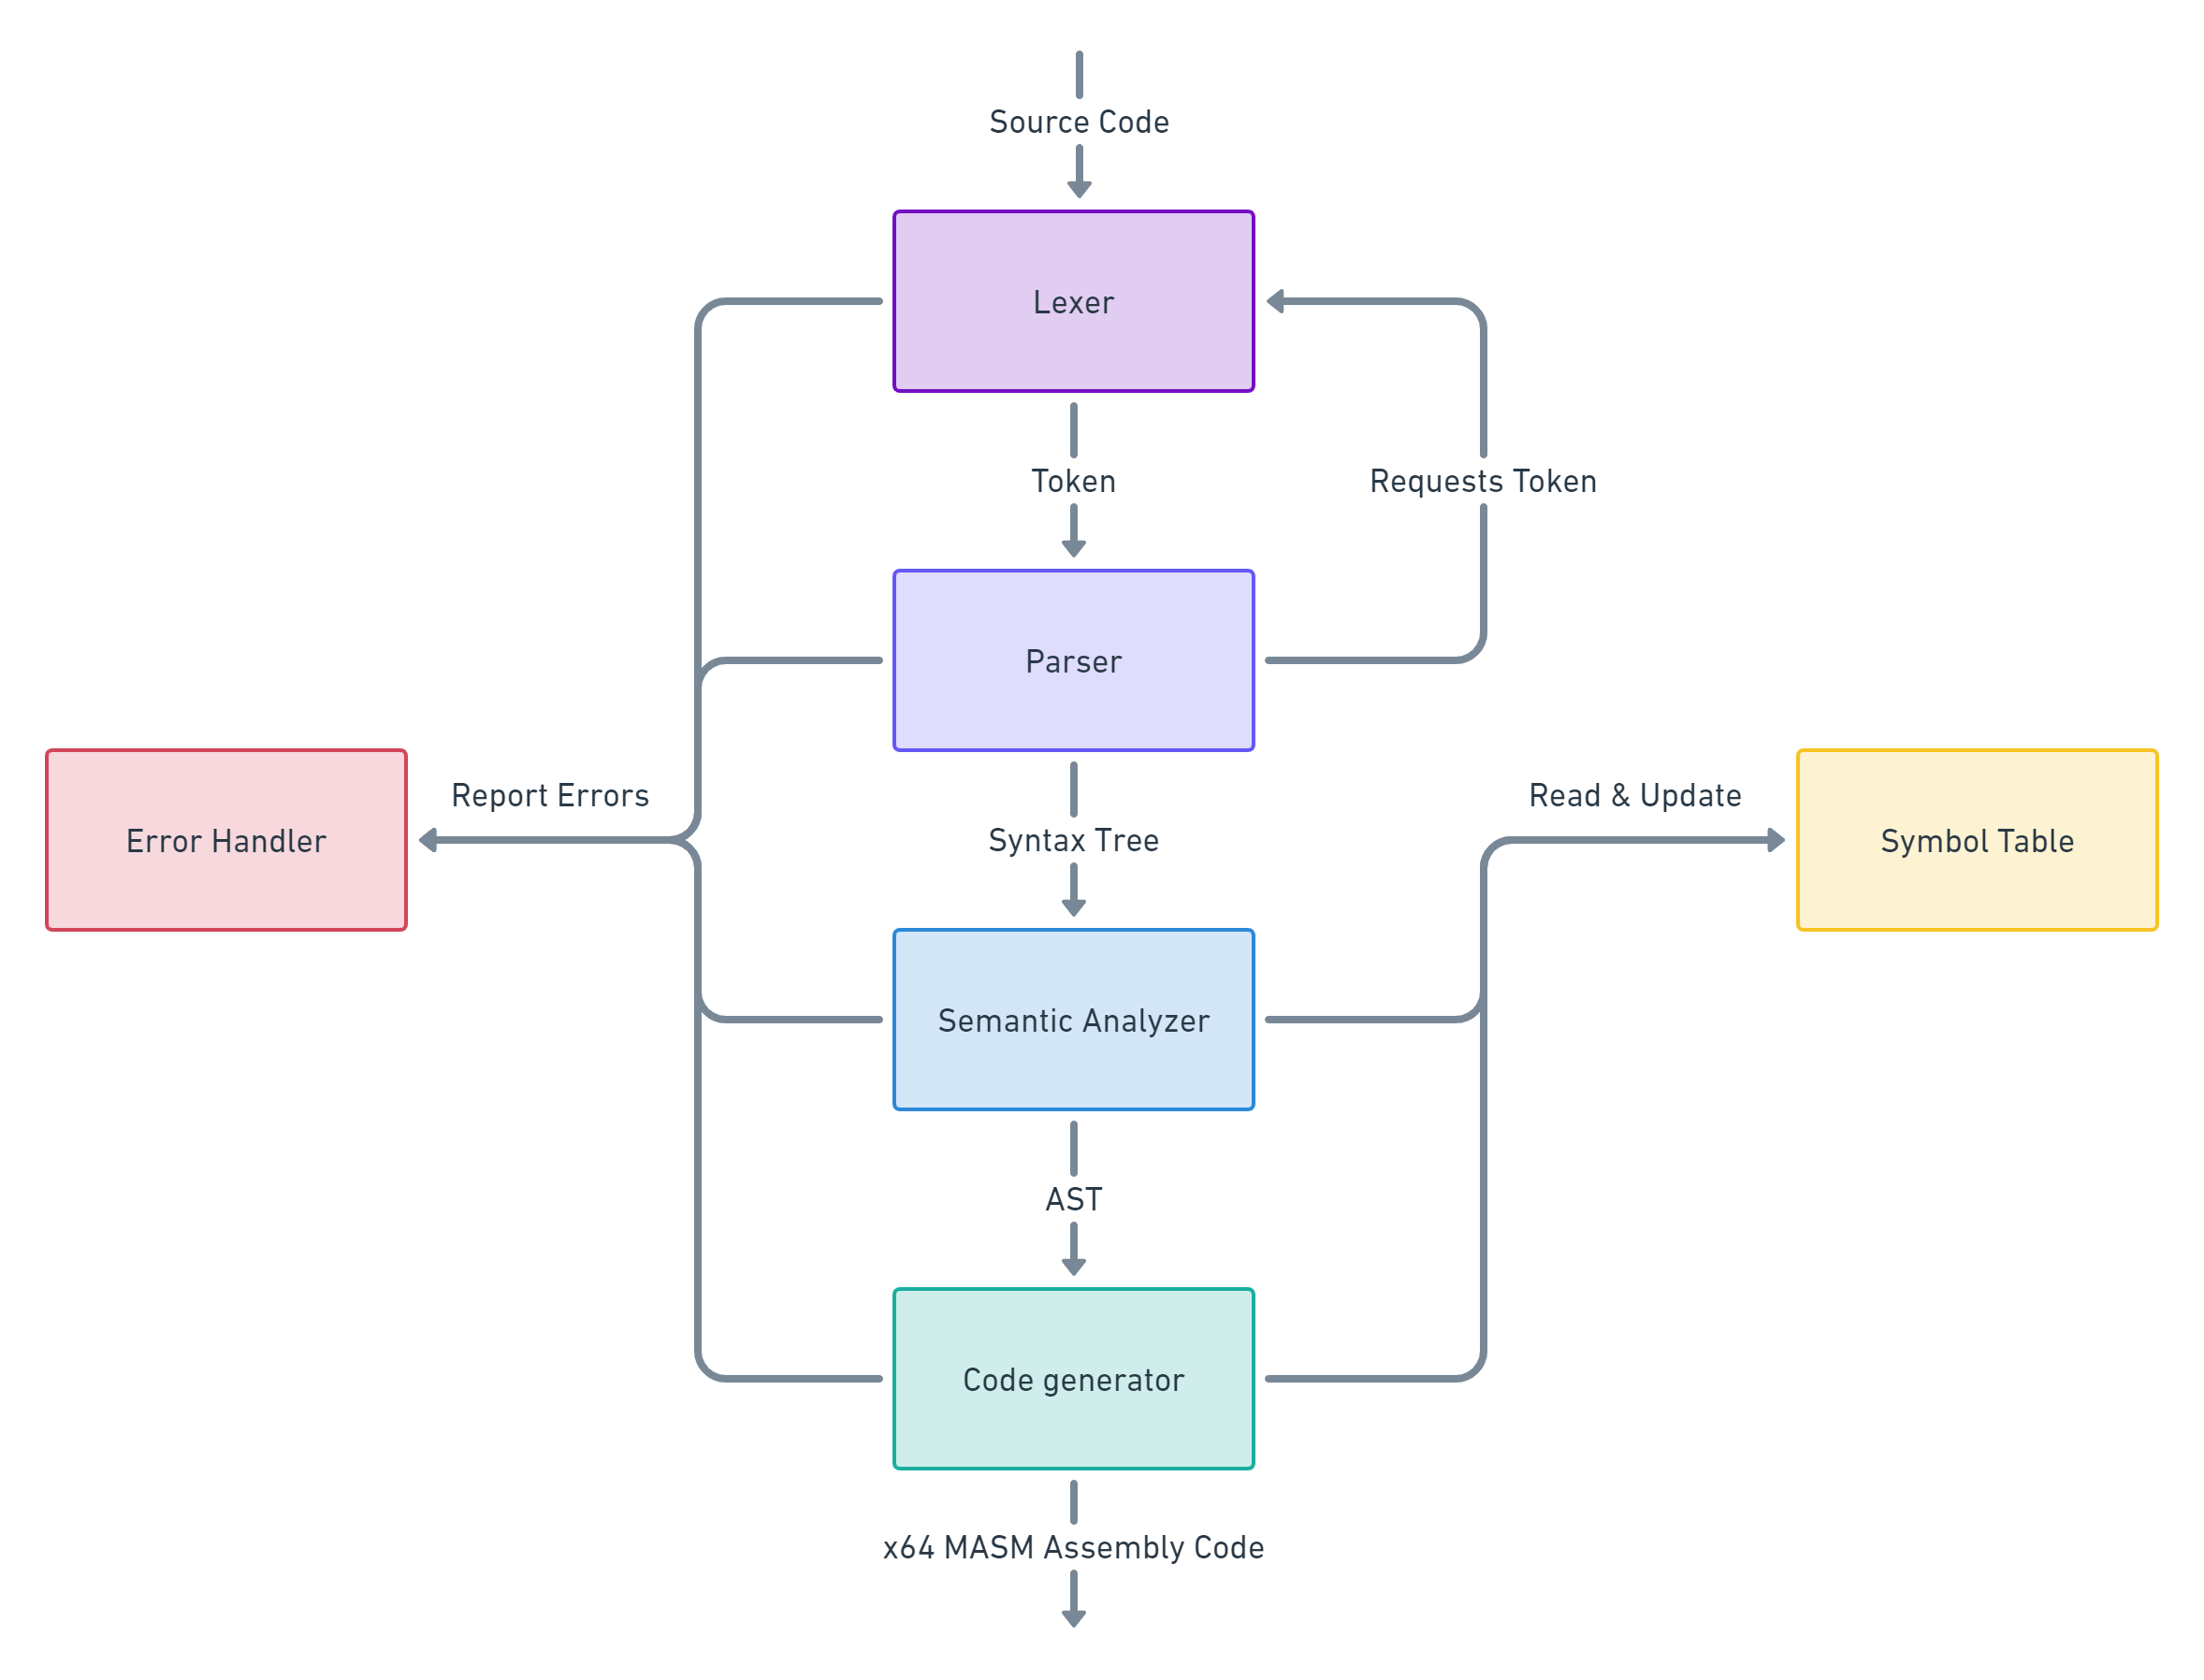 Source Code
Lexer
Token
Requests Token
Parser
Report Errors
Read & Update
Error Handler
Syntax Tree
Symbol Table
Semantic Analyzer
AST
Code generator
x64 MASM Assembly Code